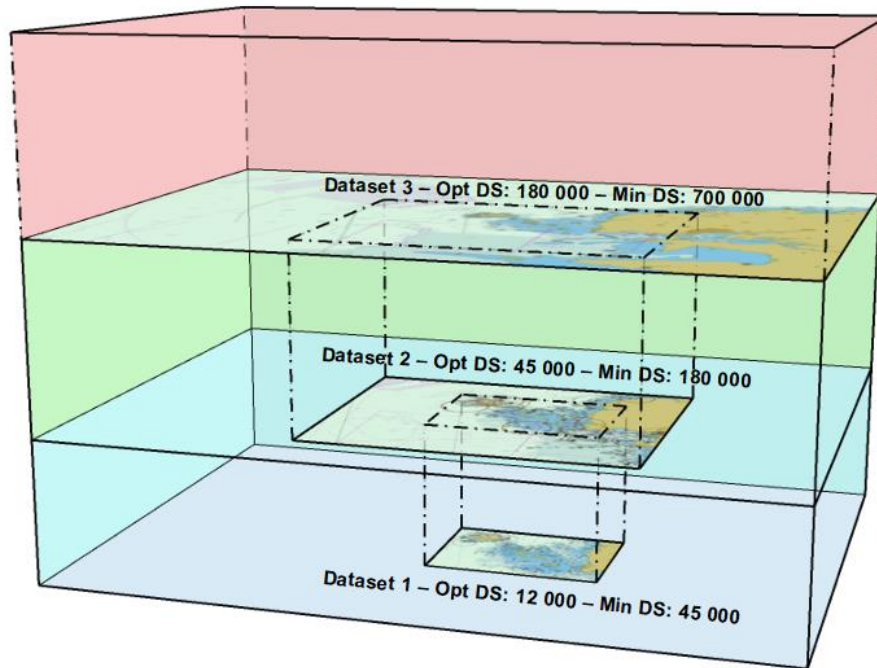 Dataset 3 – Opt DS: 180 000 – Min DS: 700 000
Dataset 2 – Opt DS: 45 000 – Min DS: 180 000
Dataset 1 – Opt DS: 12 000 – Min DS: 45 000